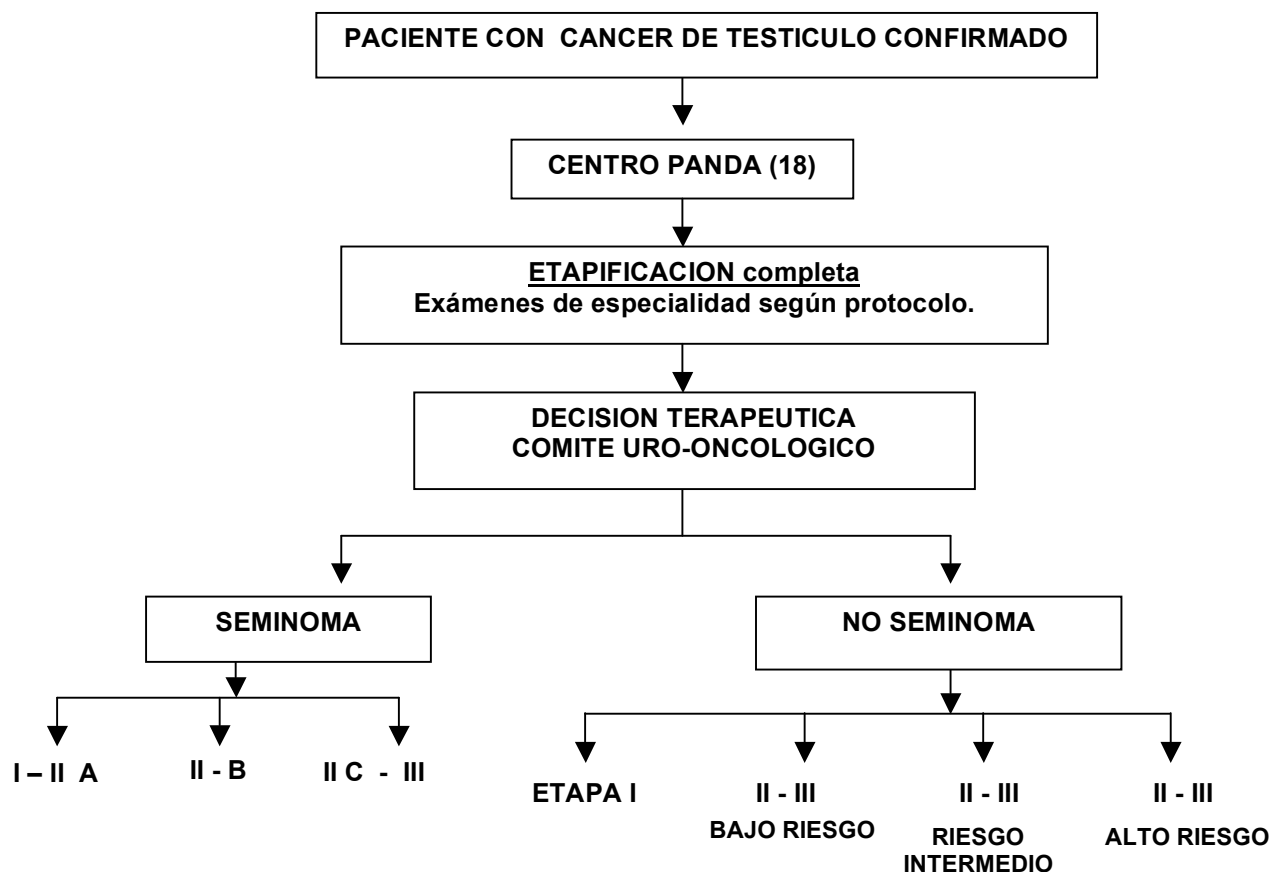 PACIENTE CON CANCER DE TESTICULO CONFIRMADO
CENTRO PANDA (18)
ETAPIFICACION completa
Exámenes de especialidad según protocolo.
DECISION TERAPEUTICA
COMITE URO-ONCOLOGICO
SEMINOMA
NO SEMINOMA
I – II A
II - B
II C - III
ETAPA I
II - III
BAJO RIESGO
II - III
RIESGO
INTERMEDIO
II - III
ALTO RIESGO